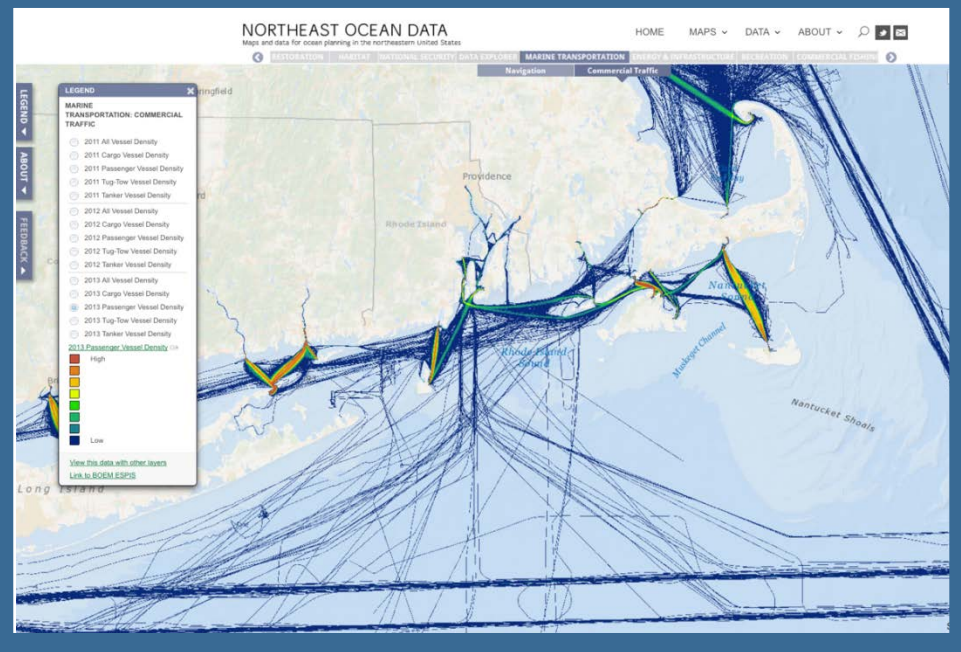 NORTHEAST OCEAN DATA
Maps and data for ocean planning in the northeastern United States
HOME MAPS DATA ABOUT
RESTORATION HABITAT NATIONAL SECURITY DATA EXPLORER MARINE TRANSPORTATION ENERGY & INFRASTRUCTURE RECREATION COMMERCIAL FISHING
Navigation Commercial Traffic
LEGEND
ABOUT
FEEDBACK
LEGEND
MARINE
TRANSPORTATION: COMMERCIAL
TRAFFIC
2011 All Vessel Density
2011 Cargo Vessel Density
2011 Passenger Vessel Density
2011 Tug-Tow Vessel Density
2011 Tanker Vessel Density
2012 All Vessel Density
2012 Cargo Vessel Density
2012 Passenger Vessel Density
2012 Tug-Tow Vessel Density
2012 Tanker Vessel Density
2013 All Vessel Density
2013 Cargo Vessel Density
2013 Passenger Vessel Density
2013 Tug-Tow Vessel Density
2013 Tanker Vessel Density
2013 Passenger Vessel Density
High
Low
View this data with other layers
Link to BOEM ESPIS
Providence
Rhode Island
Nantucket
Sound
Rhode Island
Sound
Muskeget Channel
Nantucket Shoals
Long Island